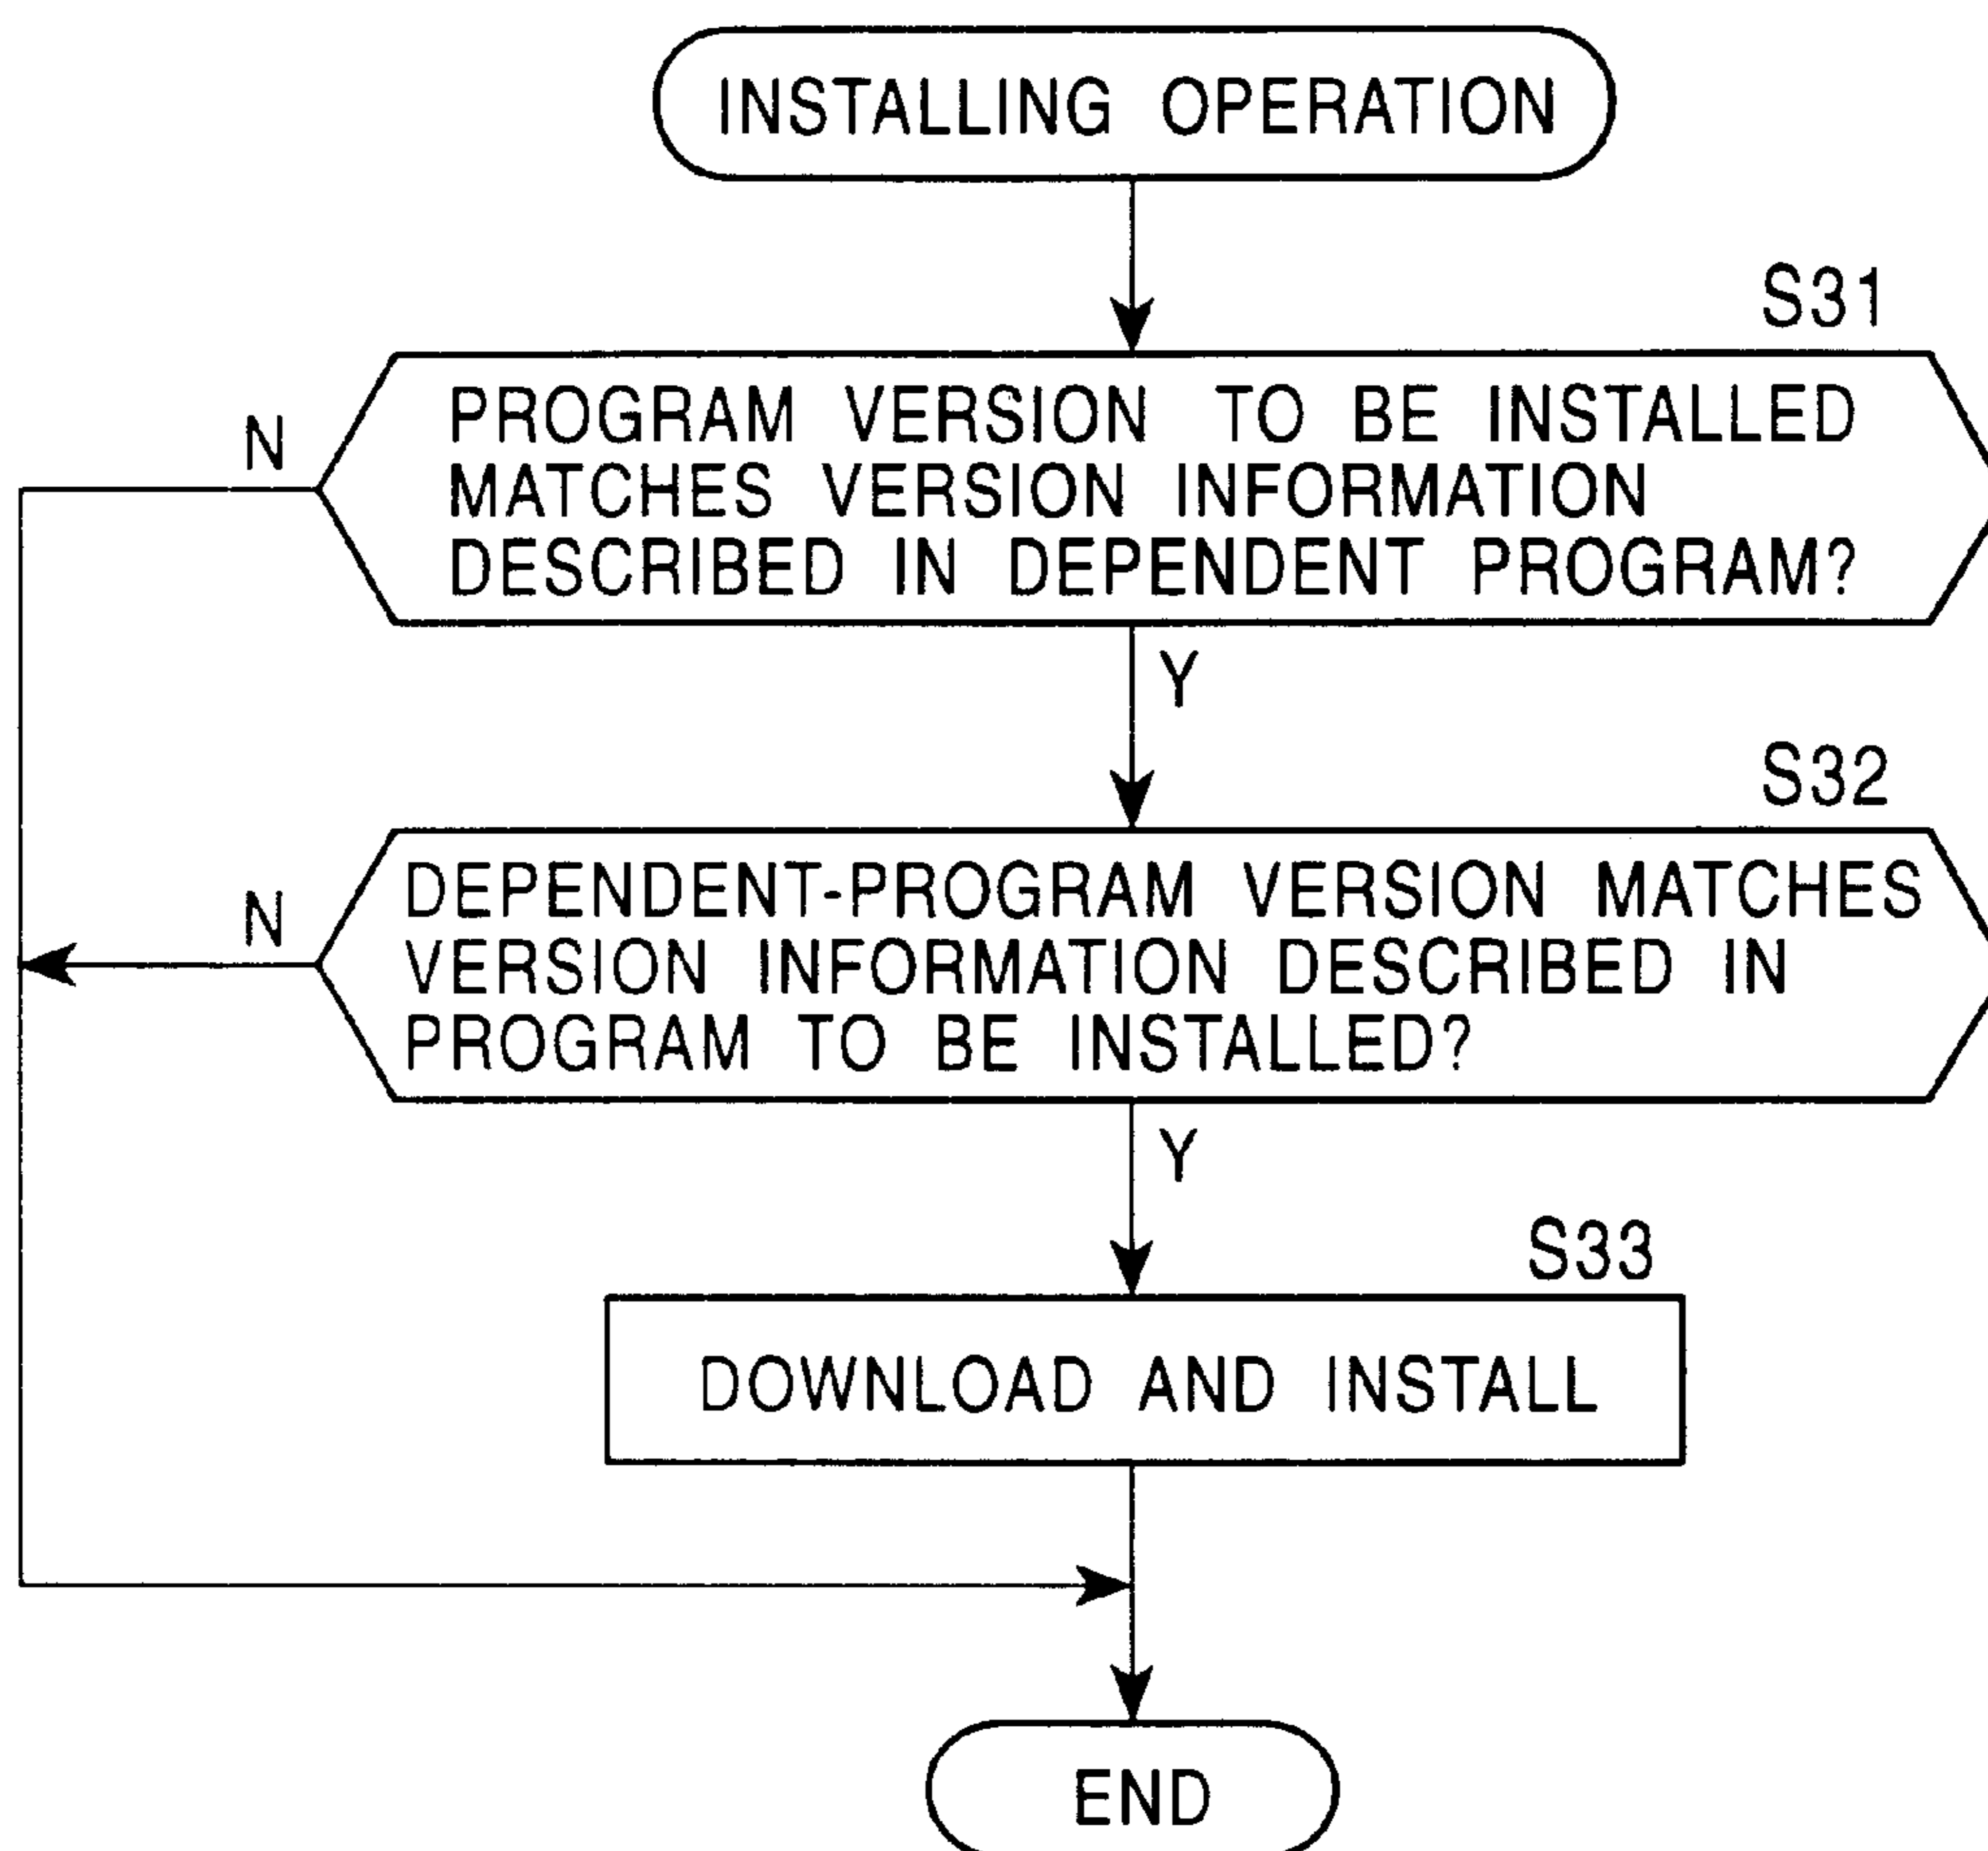 INSTALLING OPERATION
S31
N
PROGRAM VERSION TO BE INSTALLED
MATCHES VERSION INFORMATION
DESCRIBED IN DEPENDENT PROGRAM?
Y
S32
N
DEPENDENT-PROGRAM VERSION MATCHES
VERSION INFORMATION DESCRIBED IN
PROGRAM TO BE INSTALLED?
Y
S33
DOWNLOAD AND INSTALL
END